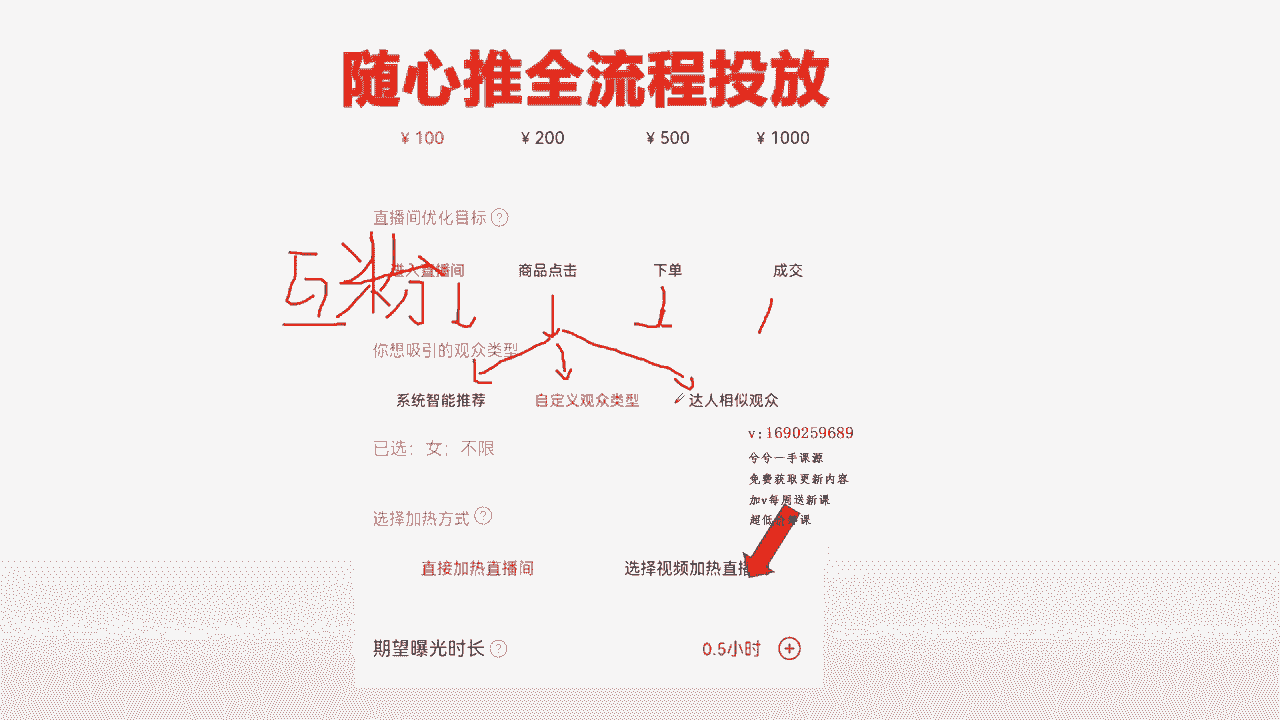 随心推全流程投放
¥ 100 ¥ 200 ¥ 500 ¥ 1000
直播间优化目标 ?
互粉
进入直播间 商品点击 下单 成交
你想吸引的观众类型
系统智能推荐 自定义观众类型 达人相似观众
v:1690259689
已选：女；不限
兮兮一手课源
免费获取更新内容
加v每周送新课
选择加热方式 ?
超低
课
直接加热直播间 选择视频加热直播
期望曝光时长 ? 0.5小时 +